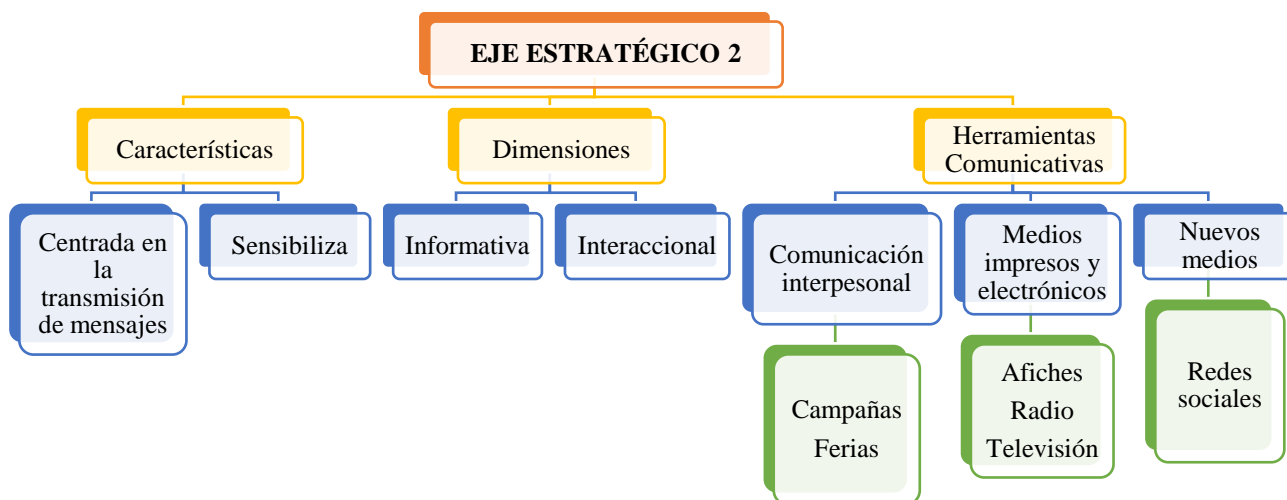 EJE ESTRATÉGICO 2
Características
Dimensiones
Herramientas
Comunicativas
Centrada en
la
transmisión
de mensajes
Sensibiliza
Informativa
Interaccional
Comunicación
interpesonal
Medios
impresos y
electrónicos
Nuevos
medios
Campañas
Ferias
Afiches
Radio
Televisión
Redes
sociales